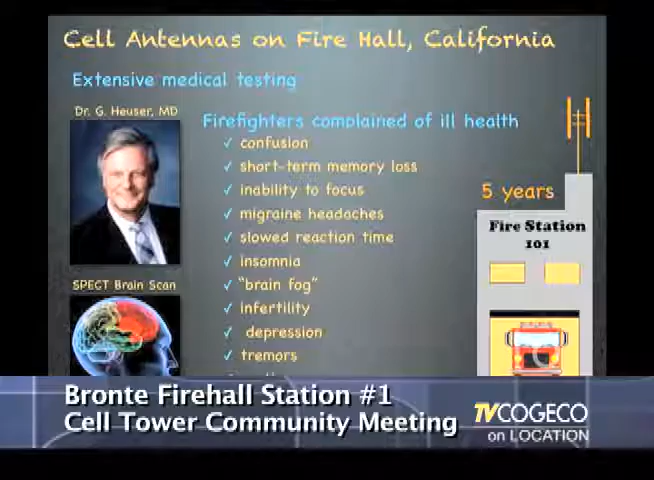 Cell Antennas on Fire Hall, California
Extensive medical testing
Dr. G. Heuser, MD
Firefighters complained of ill health
✓ confusion
✓ short-term memory loss
✓ inability to focus
✓ migraine headaches
✓ slowed reaction time
✓ insomnia
✓ "brain fog"
✓ infertility
✓ depression
✓ tremors
SPECT Brain Scan
5 years
Fire Station
101
Bronte Firehall Station #1
Cell Tower Community Meeting
TVCOGECO
on LOCATION